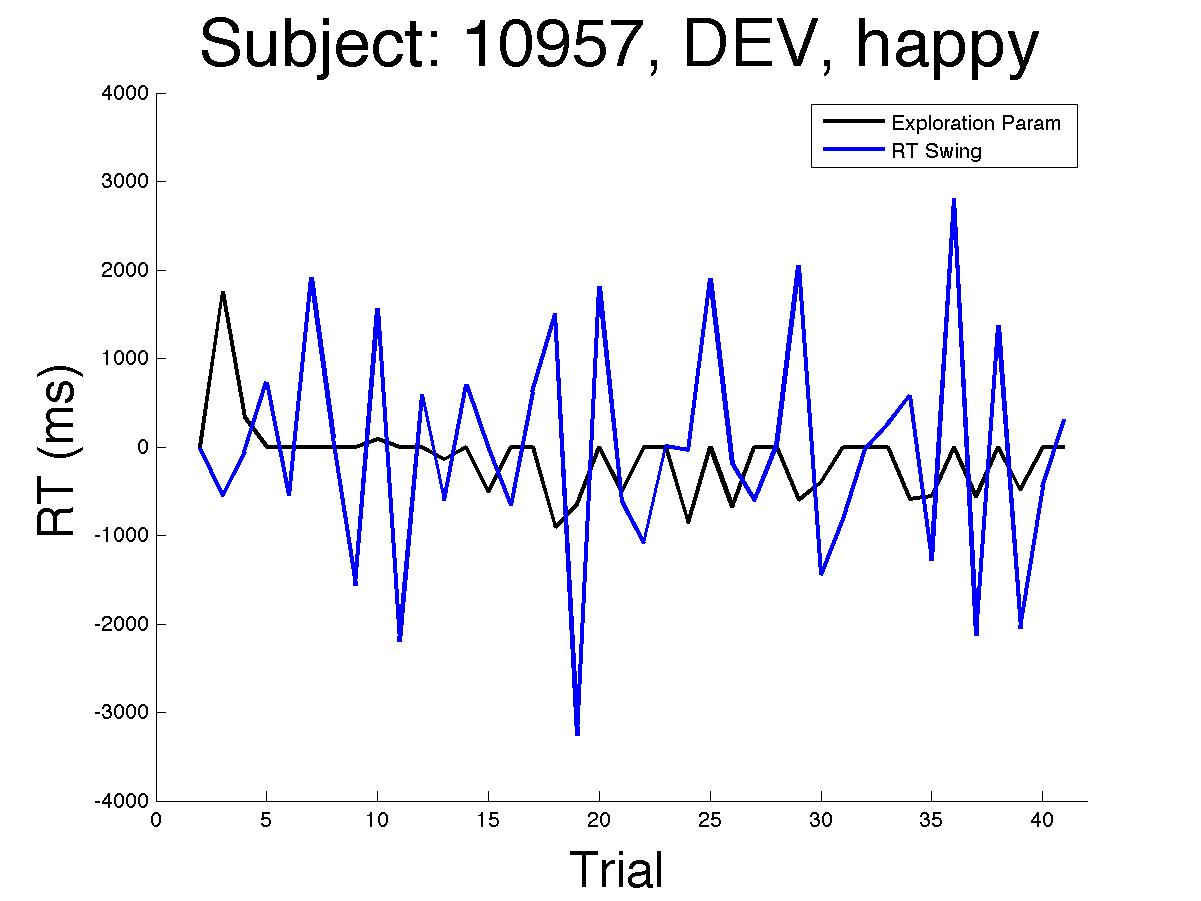 Subject: 10957, DEV, happy
4000
3000
2000
1000
0
-1000
-2000
-3000
-4000
RT (ms)
Exploration Param
RT Swing
0 5 10 15 20 25 30 35 40
Trial